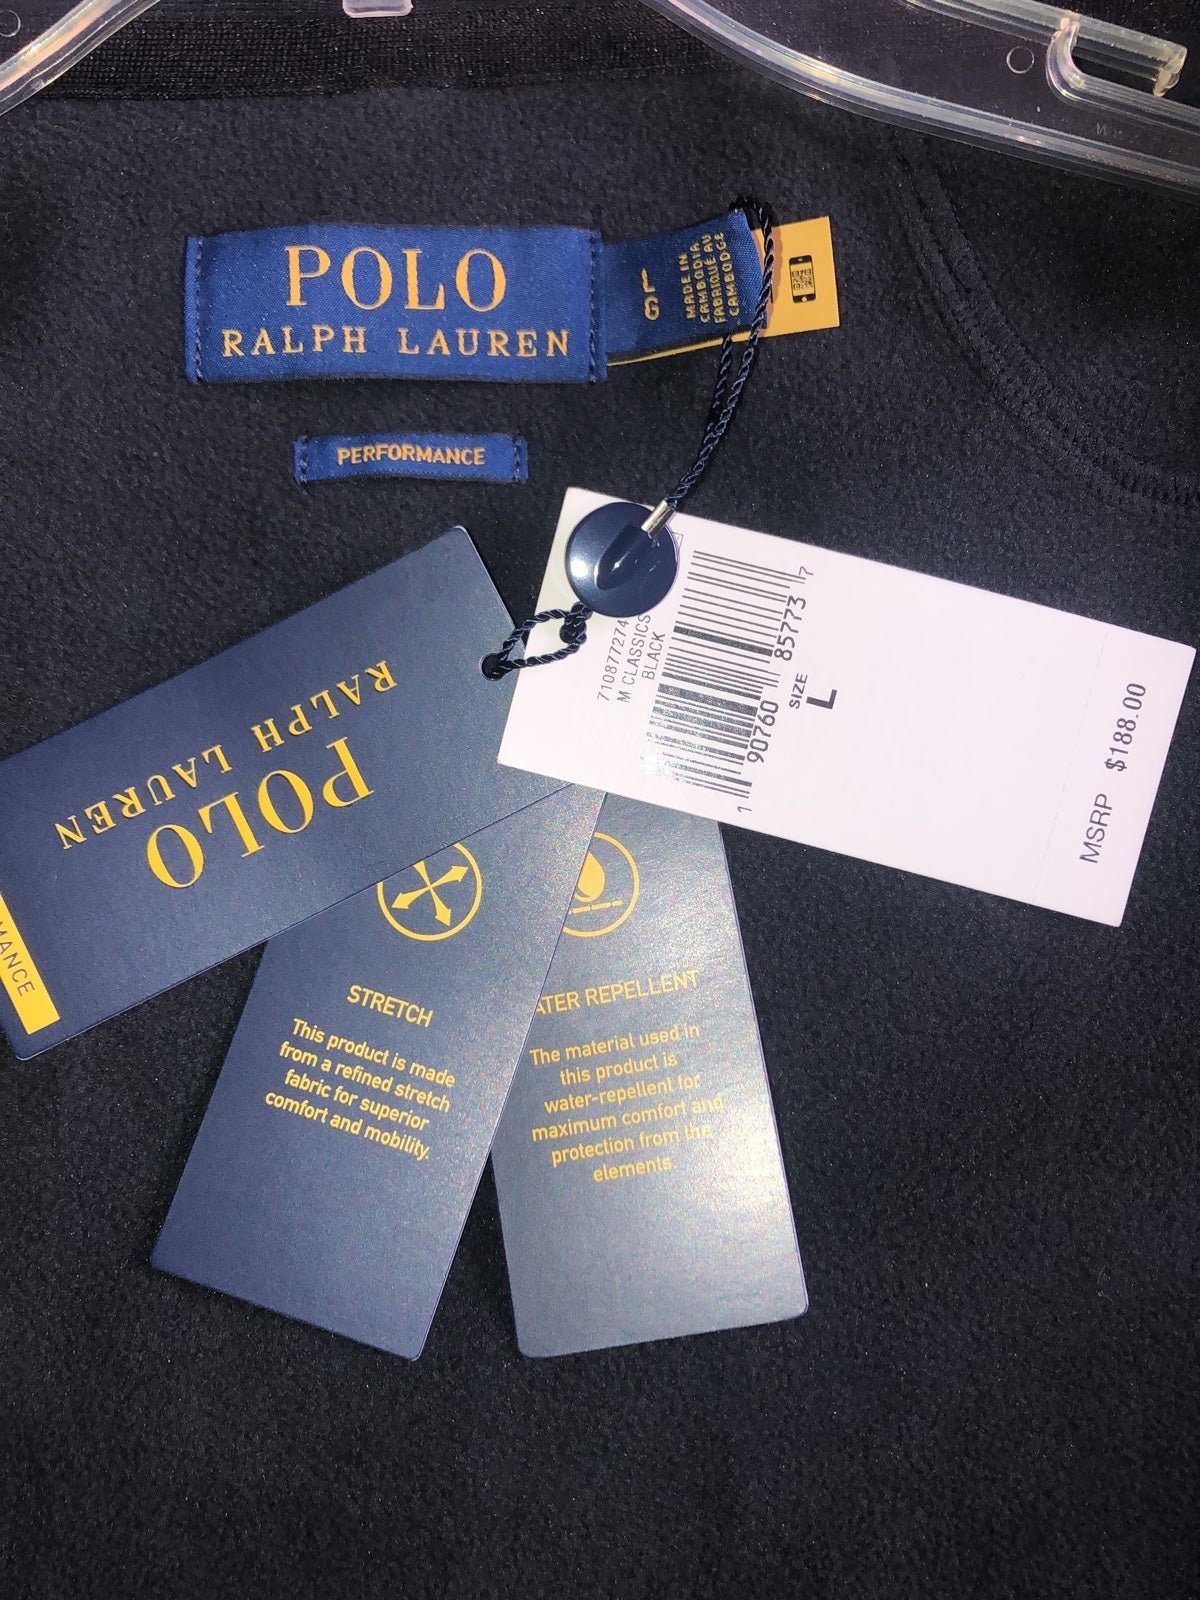 POLO
RALPH LAUREN
L
G
MADE IN
CAMBODIA
FABRIQUÉ AU
CAMBODGE
PERFORMANCE
710877274
M CLASSICS
BLACK
1 90760 85773 7
SIZE
L
MSRP $188.00
POLO
RALPH LAUREN
MANCE
STRETCH
This product is made
from a refined stretch
fabric for superior
comfort and mobility.
ATER REPELLENT
The material used in
this product is
water-repellent for
maximum comfort and
protection from the
elements.